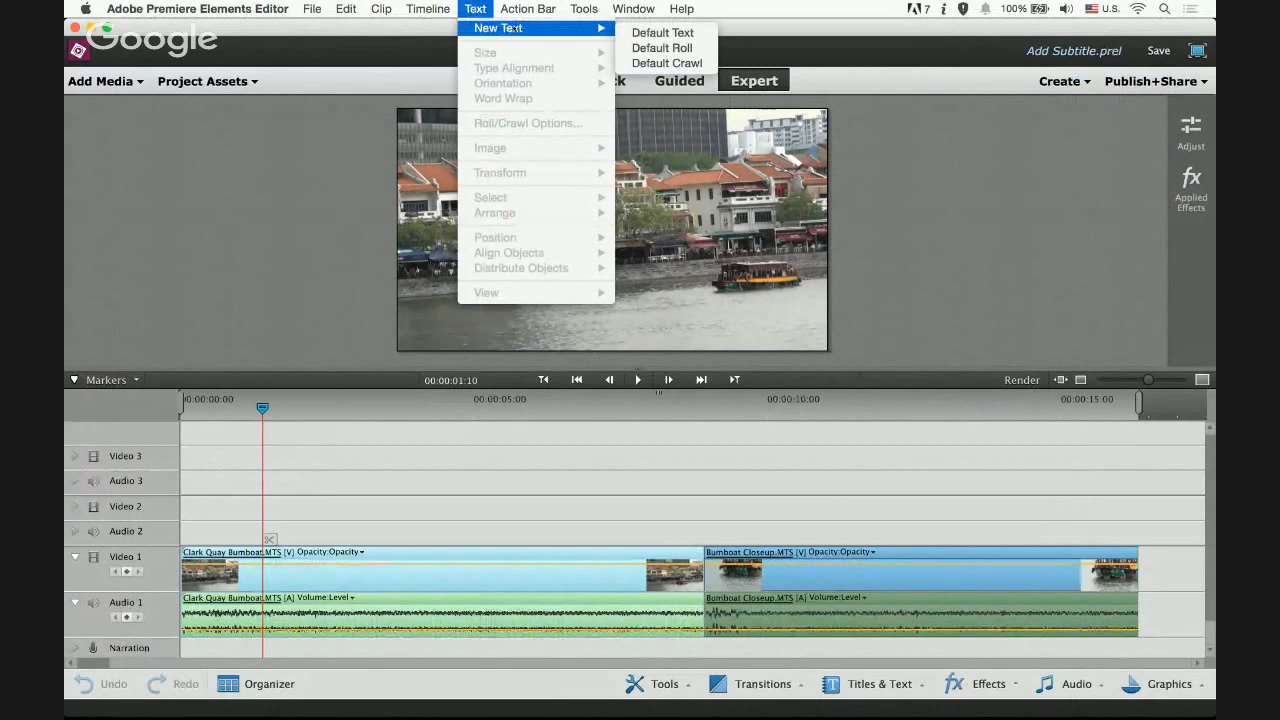 Adobe Premiere Elements Editor File Edit Clip Timeline Text Action Bar Tools Window Help 7 100% U.S.
Google
New Text
Default Text
Default Roll
Default Crawl
Size
Type Alignment
Orientation
Word Wrap
Roll/Crawl Options...
Image
Transform
Select
Arrange
Position
Align Objects
Distribute Objects
View
Add Subtitle.prel Save
Add Media Project Assets Guided Expert Create Publish+Share
Adjust
fx
Applied
Effects
Markers 00:00:01:10 Render
00:00:00:00 00:00:05:00 00:00:10:00 00:00:15:00
Video 3
Audio 3
Video 2
Audio 2
Video 1
Clark Quay Bumboat.MTS [V] Opacity:Opacity Bumboat Closeup.MTS [V] Opacity:Opacity
Audio 1
Clark Quay Bumboat.MTS [A] Volume:Level Bumboat Closeup.MTS [A] Volume:Level
Narration
Undo Redo Organizer Tools Transitions T Titles & Text fx Effects Audio Graphics